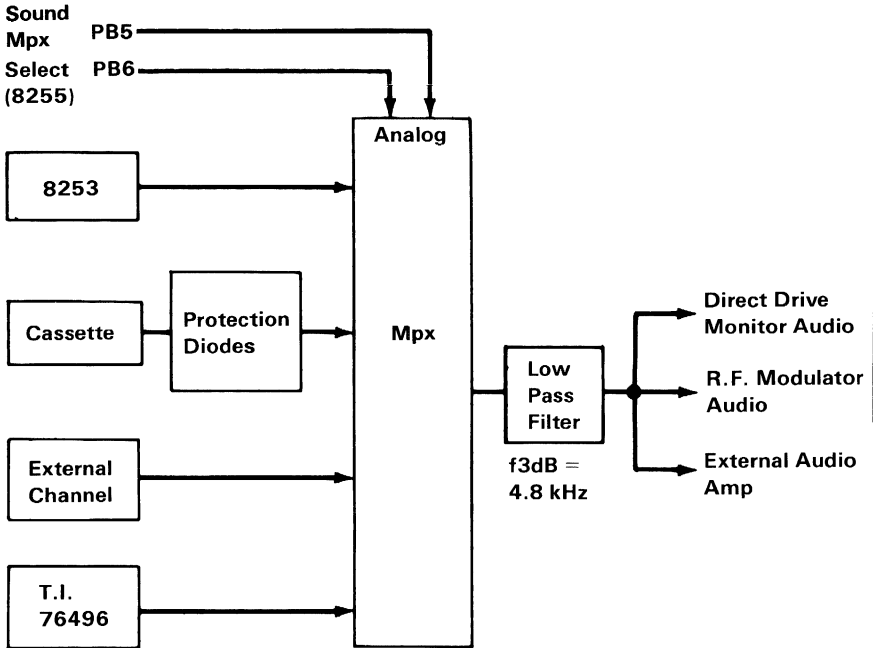 Sound
Mpx PB5
Select PB6
(8255)
Analog
8253
Cassette
Protection
Diodes
Mpx
External
Channel
T.I.
76496
Low
Pass
Filter
f3dB =
4.8 kHz
Direct Drive
Monitor Audio
R.F. Modulator
Audio
External Audio
Amp